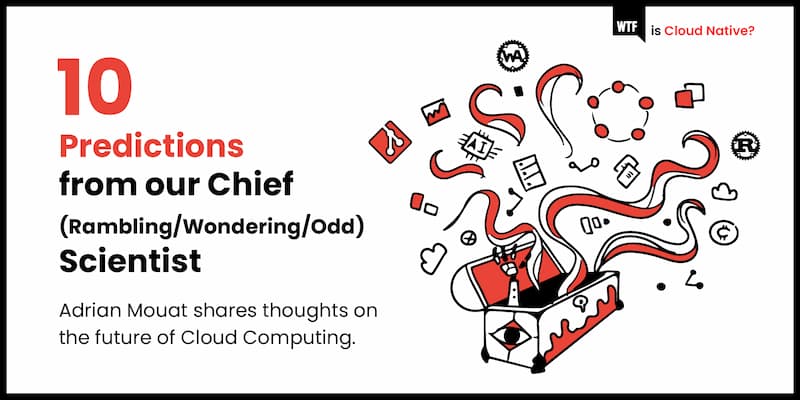 WTF is Cloud Native?
10
Predictions
from our Chief
(Rambling/Wondering/Odd)
Scientist
Adrian Mouat shares thoughts on
the future of Cloud Computing.
WA
AI
R
C